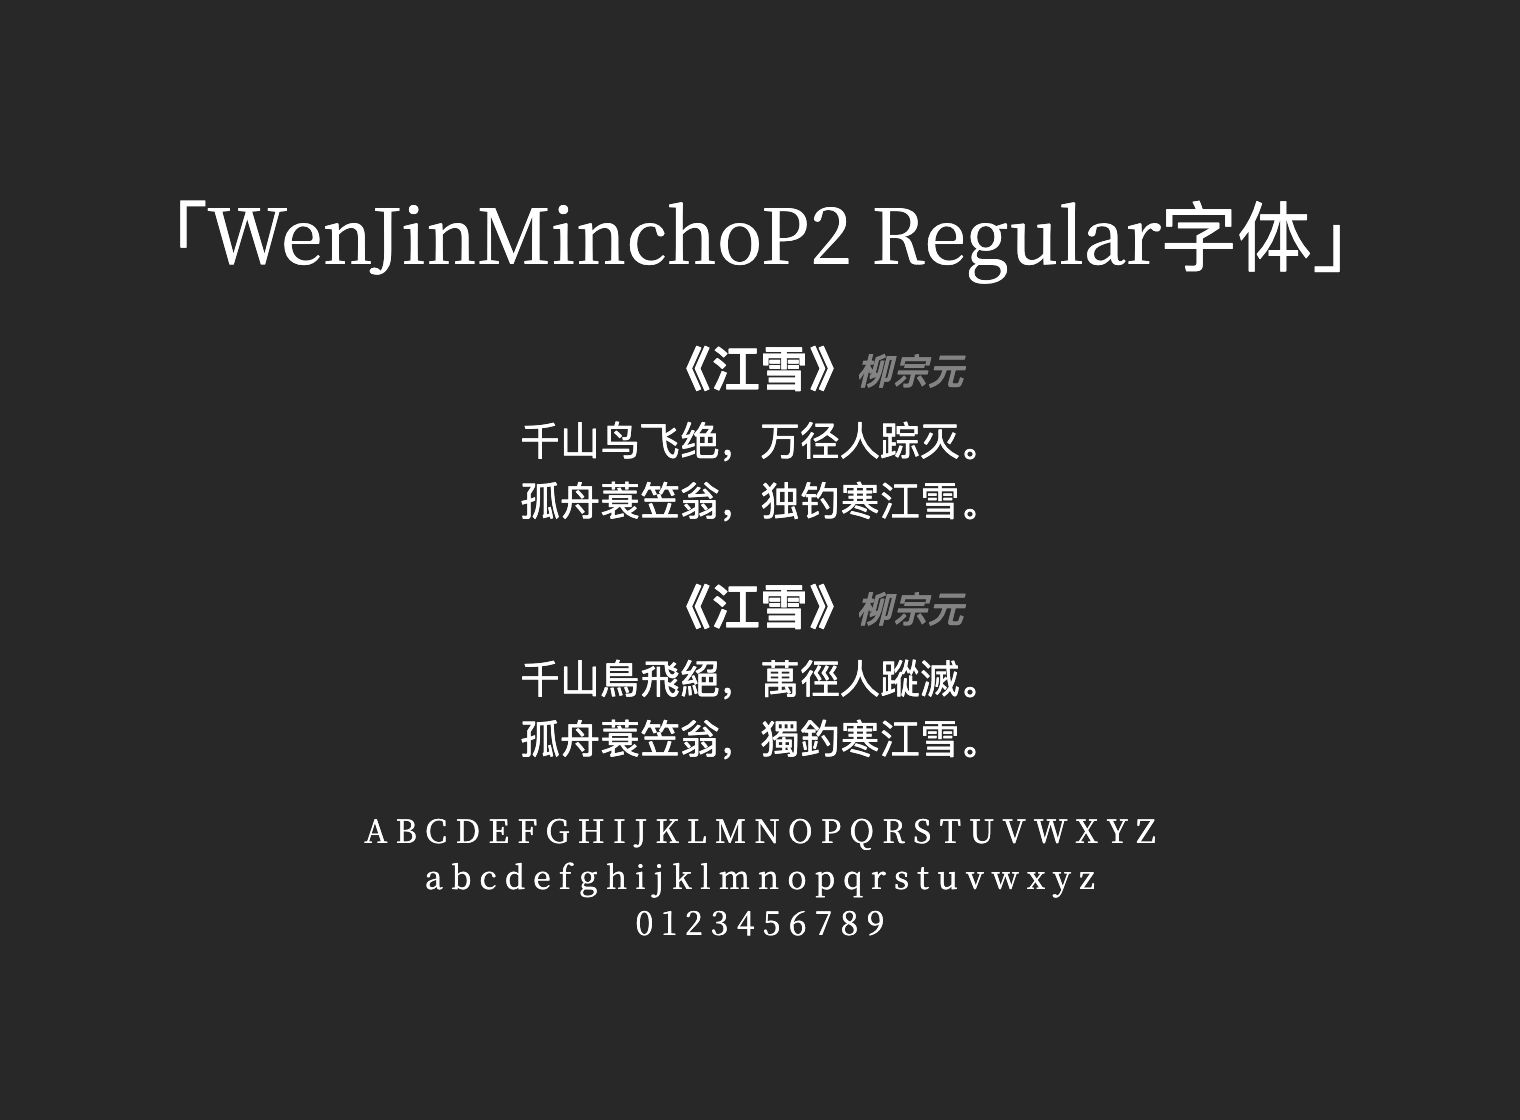 「WenJinMinchoP2 Regular字体」
《江雪》柳宗元
千山鸟飞绝，万径人踪灭。
孤舟蓑笠翁，独钓寒江雪。
《江雪》柳宗元
千山鳥飛絕，萬徑人蹤滅。
孤舟蓑笠翁，獨釣寒江雪。
A B C D E F G H I J K L M N O P Q R S T U V W X Y Z
a b c d e f g h i j k l m n o p q r s t u v w x y z
0 1 2 3 4 5 6 7 8 9